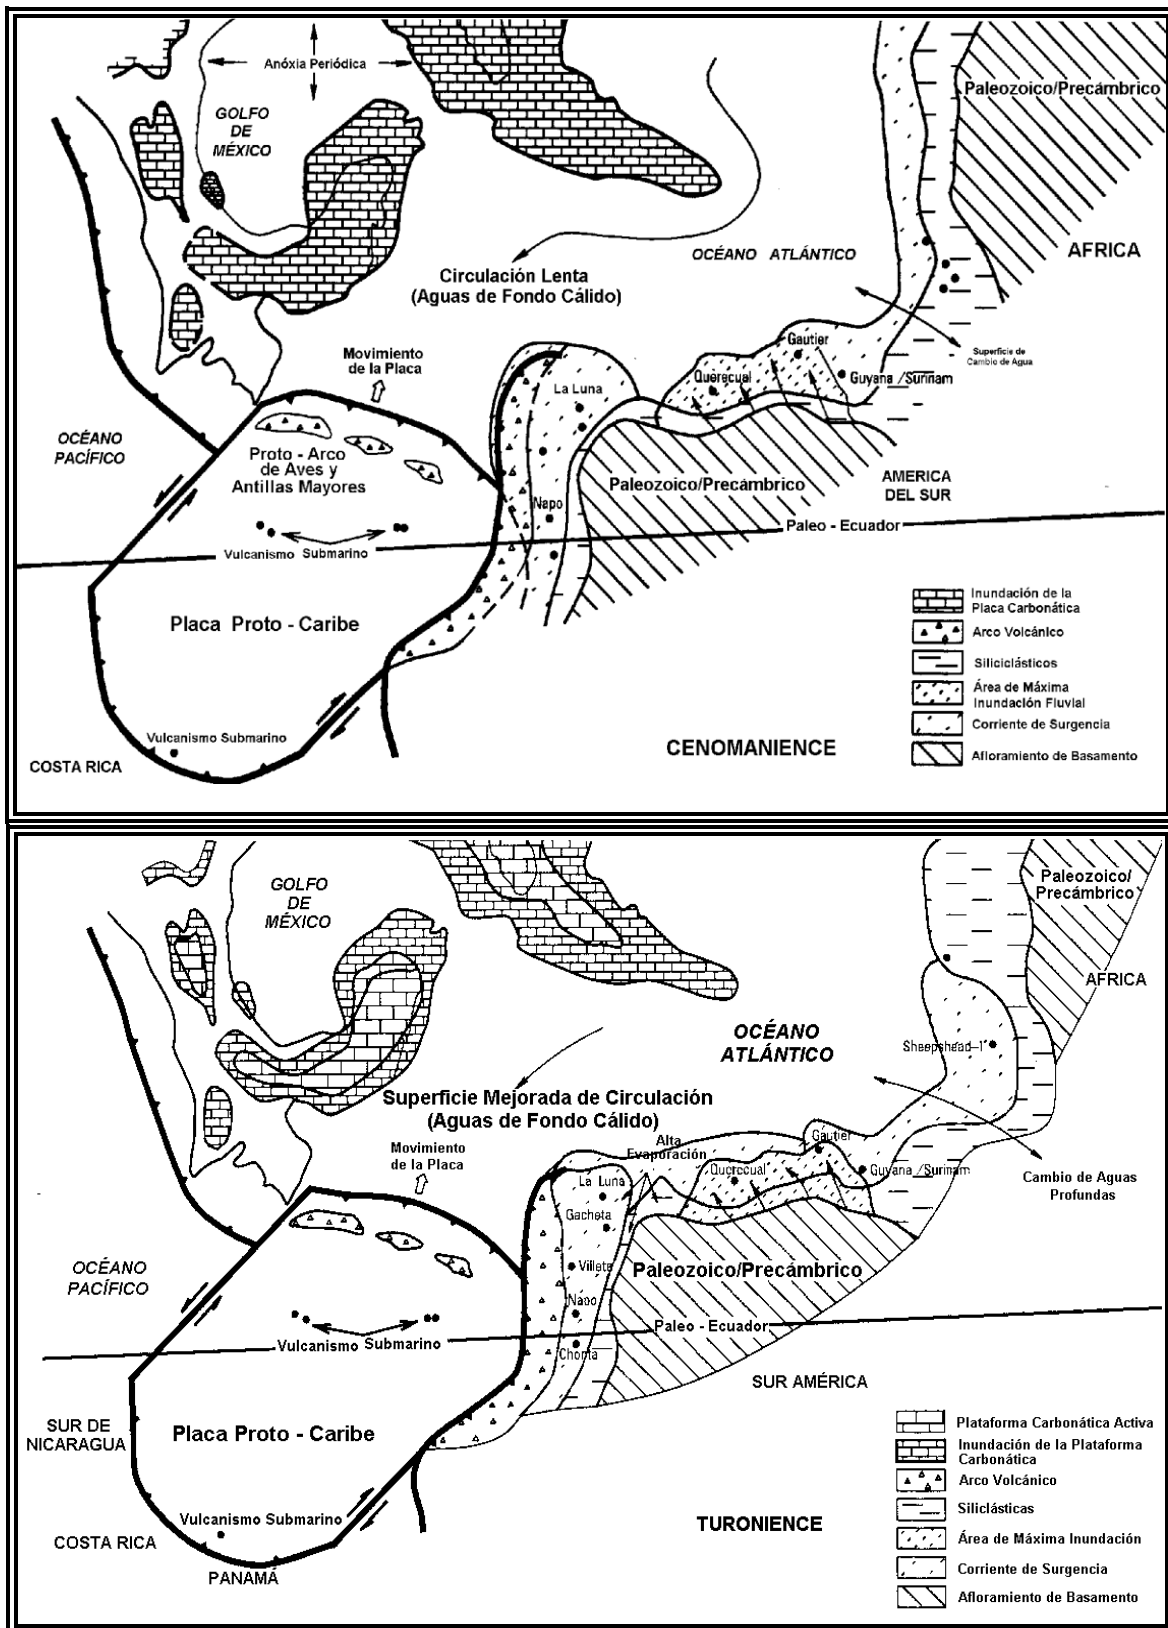 Anóxia Periódica
GOLFO
DE
MÉXICO
Paleozoico/Precámbrico
OCÉANO ATLÁNTICO
AFRICA
Circulación Lenta
(Aguas de Fondo Cálido)
Gautier
Superficie de
Cambio de Agua
Movimiento
de la Placa
La Luna
Querecual
Guyana /Surinam
OCÉANO
PACÍFICO
Proto - Arco
de Aves y
Antillas Mayores
Paleozoico/Precámbrico
AMERICA
DEL SUR
Napo
Paleo - Ecuador
Vulcanismo Submarino
Placa Proto - Caribe
Inundación de la
Placa Carbonática
Arco Volcánico
Siliciclásticos
Área de Máxima
Inundación Fluvial
Corriente de Surgencia
Afloramiento de Basamento
Vulcanismo Submarino
COSTA RICA
CENOMANIENCE
GOLFO
DE
MÉXICO
Paleozoico/
Precámbrico
AFRICA
OCÉANO
ATLÁNTICO
Sheepshead-1
Superficie Mejorada de Circulación
(Aguas de Fondo Cálido)
Movimiento
de la Placa
Alta
Evaporación
Gautier
Querecual
Guyana /Surinam
La Luna
Cambio de Aguas
Profundas
Gacheta
OCÉANO
PACÍFICO
Villeta
Paleozoico/Precámbrico
Napo
Paleo - Ecuador
Vulcanismo Submarino
Chonta
SUR AMÉRICA
SUR DE
NICARAGUA
Placa Proto - Caribe
Plataforma Carbonática Activa
Inundación de la Plataforma
Carbonática
Arco Volcánico
Siliclásticas
Área de Máxima Inundación
Corriente de Surgencia
Afloramiento de Basamento
Vulcanismo Submarino
COSTA RICA
PANAMÁ
TURONIENCE